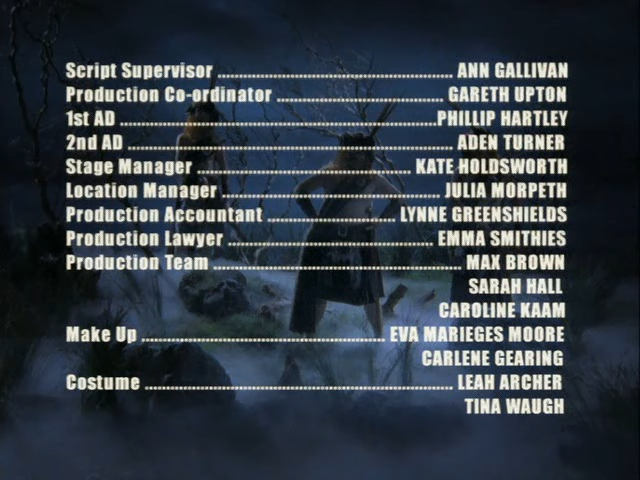 Script Supervisor ................................................ ANN GALLIVAN
Production Co-ordinator .................................. GARETH UPTON
1st AD ................................................................PHILLIP HARTLEY
2nd AD .................................................................. ADEN TURNER
Stage Manager ........................................... KATE HOLDSWORTH
Location Manager ............................................ JULIA MORPETH
Production Accountant .......................... LYNNE GREENSHIELDS
Production Lawyer .......................................... EMMA SMITHIES
Production Team .................................................. MAX BROWN
SARAH HALL
CAROLINE KAAM
Make Up ................................................. EVA MARIEGES MOORE
CARLENE GEARING
Costume ............................................................... LEAH ARCHER
TINA WAUGH